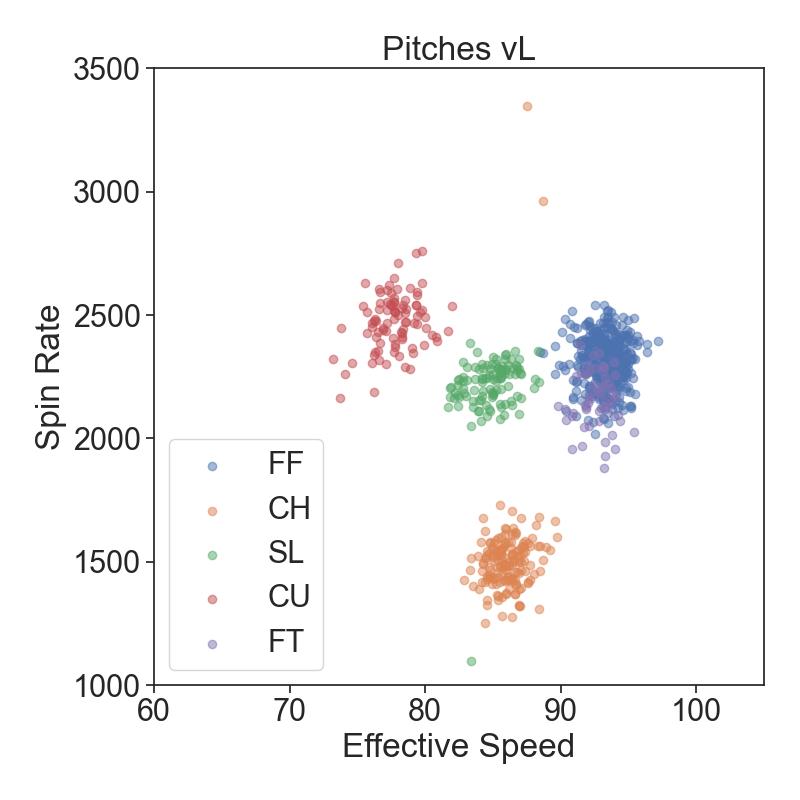 Pitches vL
3500
3000
2500
2000
1500
1000
Spin Rate
FF
CH
SL
CU
FT
60 70 80 90 100
Effective Speed